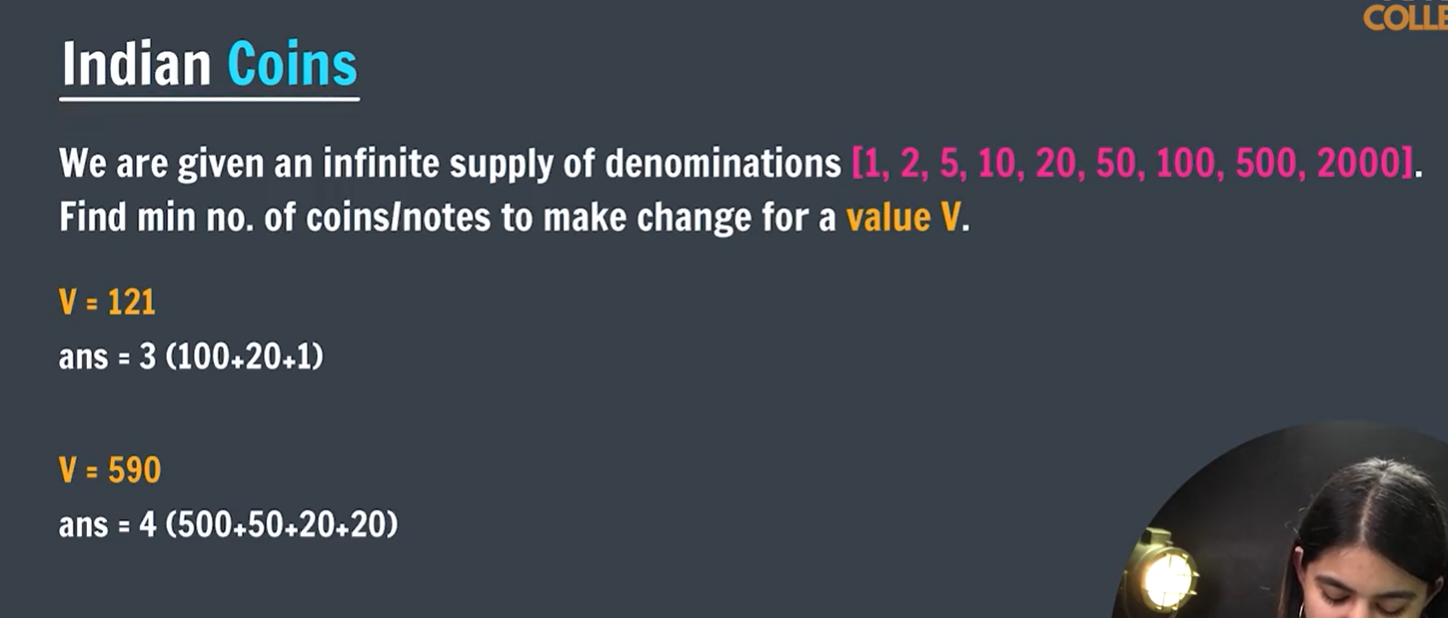 COLLE
Indian Coins
We are given an infinite supply of denominations [1, 2, 5, 10, 20, 50, 100, 500, 2000].
Find min no. of coins/notes to make change for a value V.
V = 121
ans = 3 (100+20+1)
V = 590
ans = 4 (500+50+20+20)